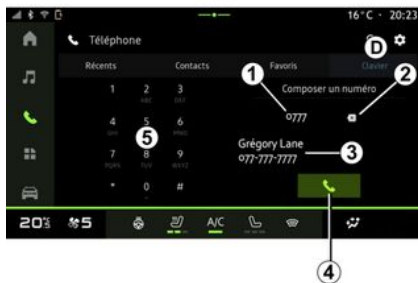 16°C · 20:23
Téléphone
D
Récents Contacts Favoris Clavier
1 2 3
ABC DEF
Composer un numéro
1 2
0777
4 5 6
GHI MNO
5
Grégory Lane
077-777-7777
3
7 8 9
PQRS TUV WXYZ
* 0 #
20.5 5 A/C
4